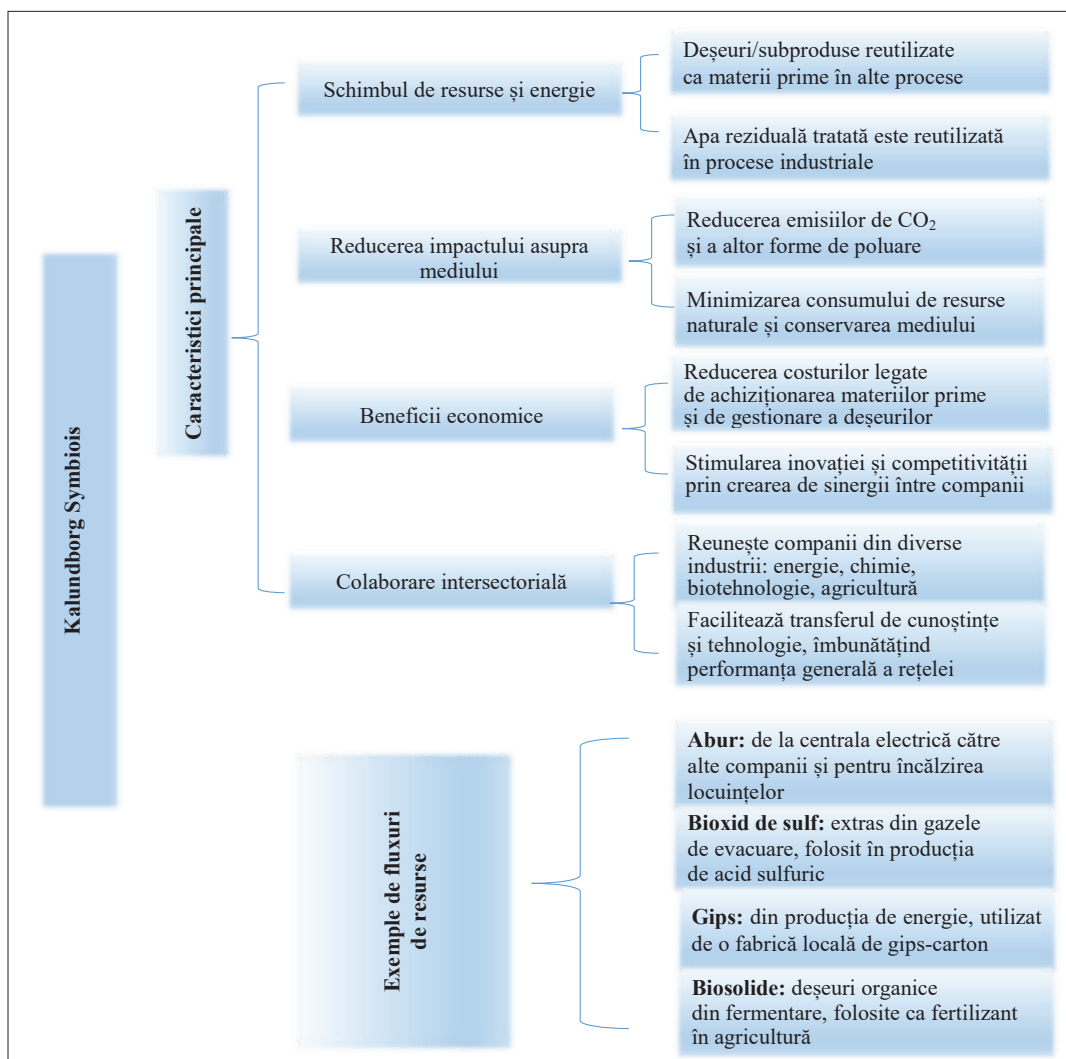 Kalundborg Symbiois
Caracteristici principale
Schimbul de resurse și energie
Deșeuri/subproduse reutilizate
ca materii prime în alte procese
Apa reziduală tratată este reutilizată
în procese industriale
Reducerea impactului asupra
mediului
Reducerea emisiilor de CO₂
și a altor forme de poluare
Minimizarea consumului de resurse
naturale și conservarea mediului
Beneficii economice
Reducerea costurilor legate
de achiziționarea materiilor prime
și de gestionare a deșeurilor
Stimularea inovației și competitivității
prin crearea de sinergii între companii
Colaborare intersectorială
Reunește companii din diverse
industrii: energie, chimie,
biotehnologie, agricultură
Facilitează transferul de cunoștințe
și tehnologie, îmbunătățind
performanța generală a rețelei
Exemple de fluxuri
de resurse
Abur: de la centrala electrică către
alte companii și pentru încălzirea
locuințelor
Bioxid de sulf: extras din gazele
de evacuare, folosit în producția
de acid sulfuric
Gips: din producția de energie, utilizat
de o fabrică locală de gips-carton
Biosolide: deșeuri organice
din fermentare, folosite ca fertilizant
în agricultură